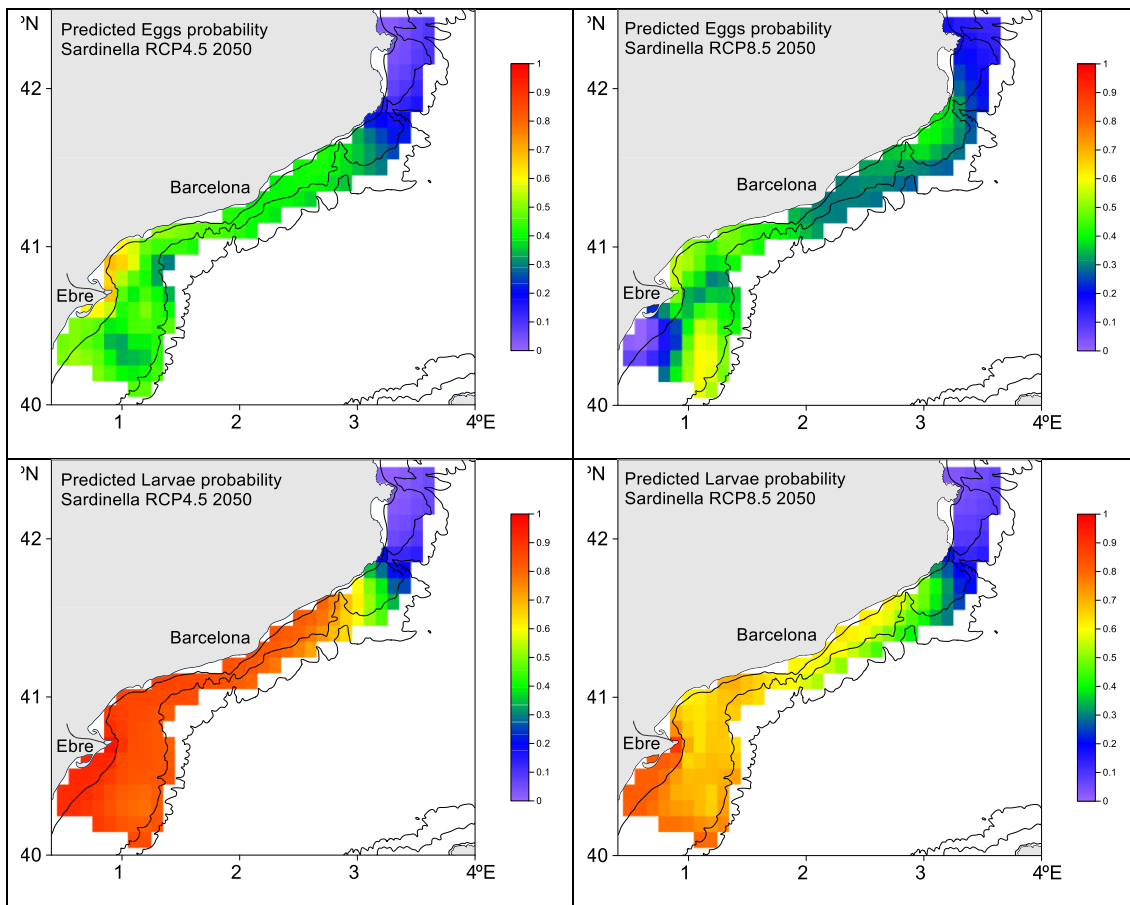 ºN
Predicted Eggs probability
Sardinella RCP4.5 2050
42
41
40
Barcelona
Ebre
1
2
3
4ºE
1
0.9
0.8
0.7
0.6
0.5
0.4
0.3
0.2
0.1
0
ºN
Predicted Eggs probability
Sardinella RCP8.5 2050
42
41
40
Barcelona
Ebre
1
2
3
4ºE
1
0.9
0.8
0.7
0.6
0.5
0.4
0.3
0.2
0.1
0
ºN
Predicted Larvae probability
Sardinella RCP4.5 2050
42
41
40
Barcelona
Ebre
1
2
3
4ºE
1
0.9
0.8
0.7
0.6
0.5
0.4
0.3
0.2
0.1
0
ºN
Predicted Larvae probability
Sardinella RCP8.5 2050
42
41
40
Barcelona
Ebre
1
2
3
4ºE
1
0.9
0.8
0.7
0.6
0.5
0.4
0.3
0.2
0.1
0